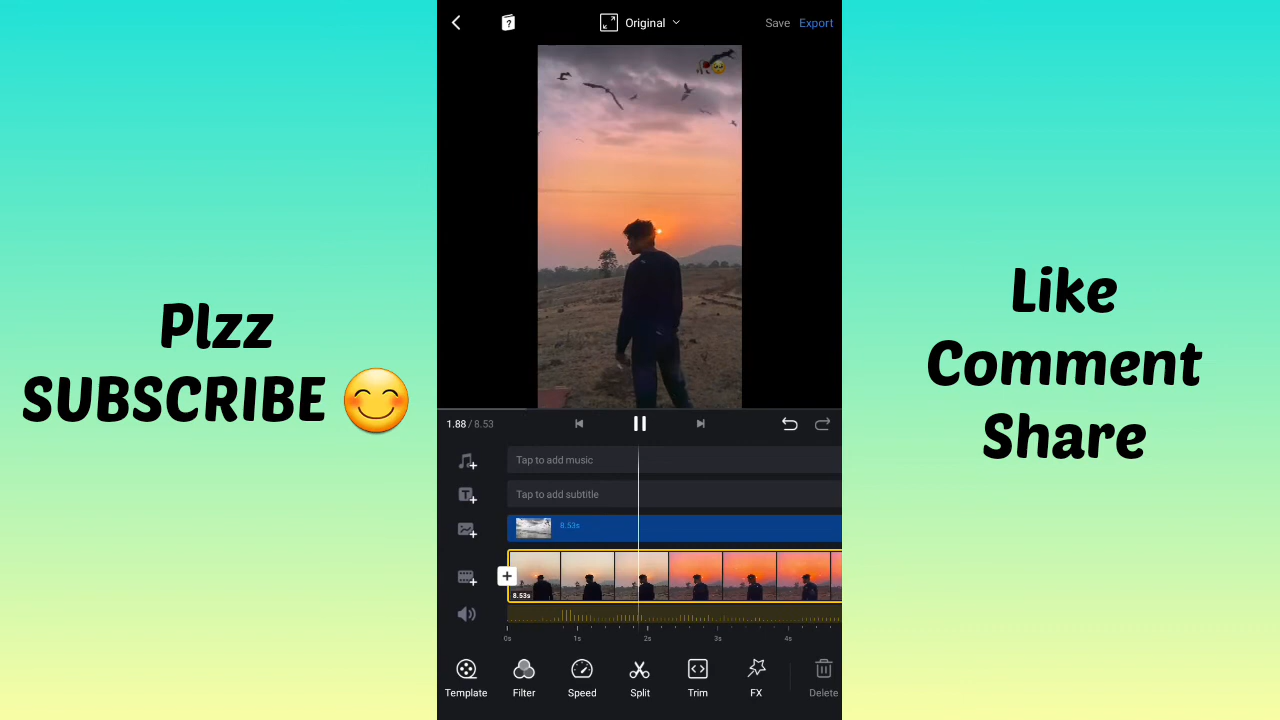 Original
Save
Export
Plzz
SUBSCRIBE 😊
Like
Comment
Share
1.88 / 8.53
Tap to add music
Tap to add subtitle
8.53s
8.53s
0s 1s 2s 3s 4s
Template
Filter
Speed
Split
Trim
FX
Delete